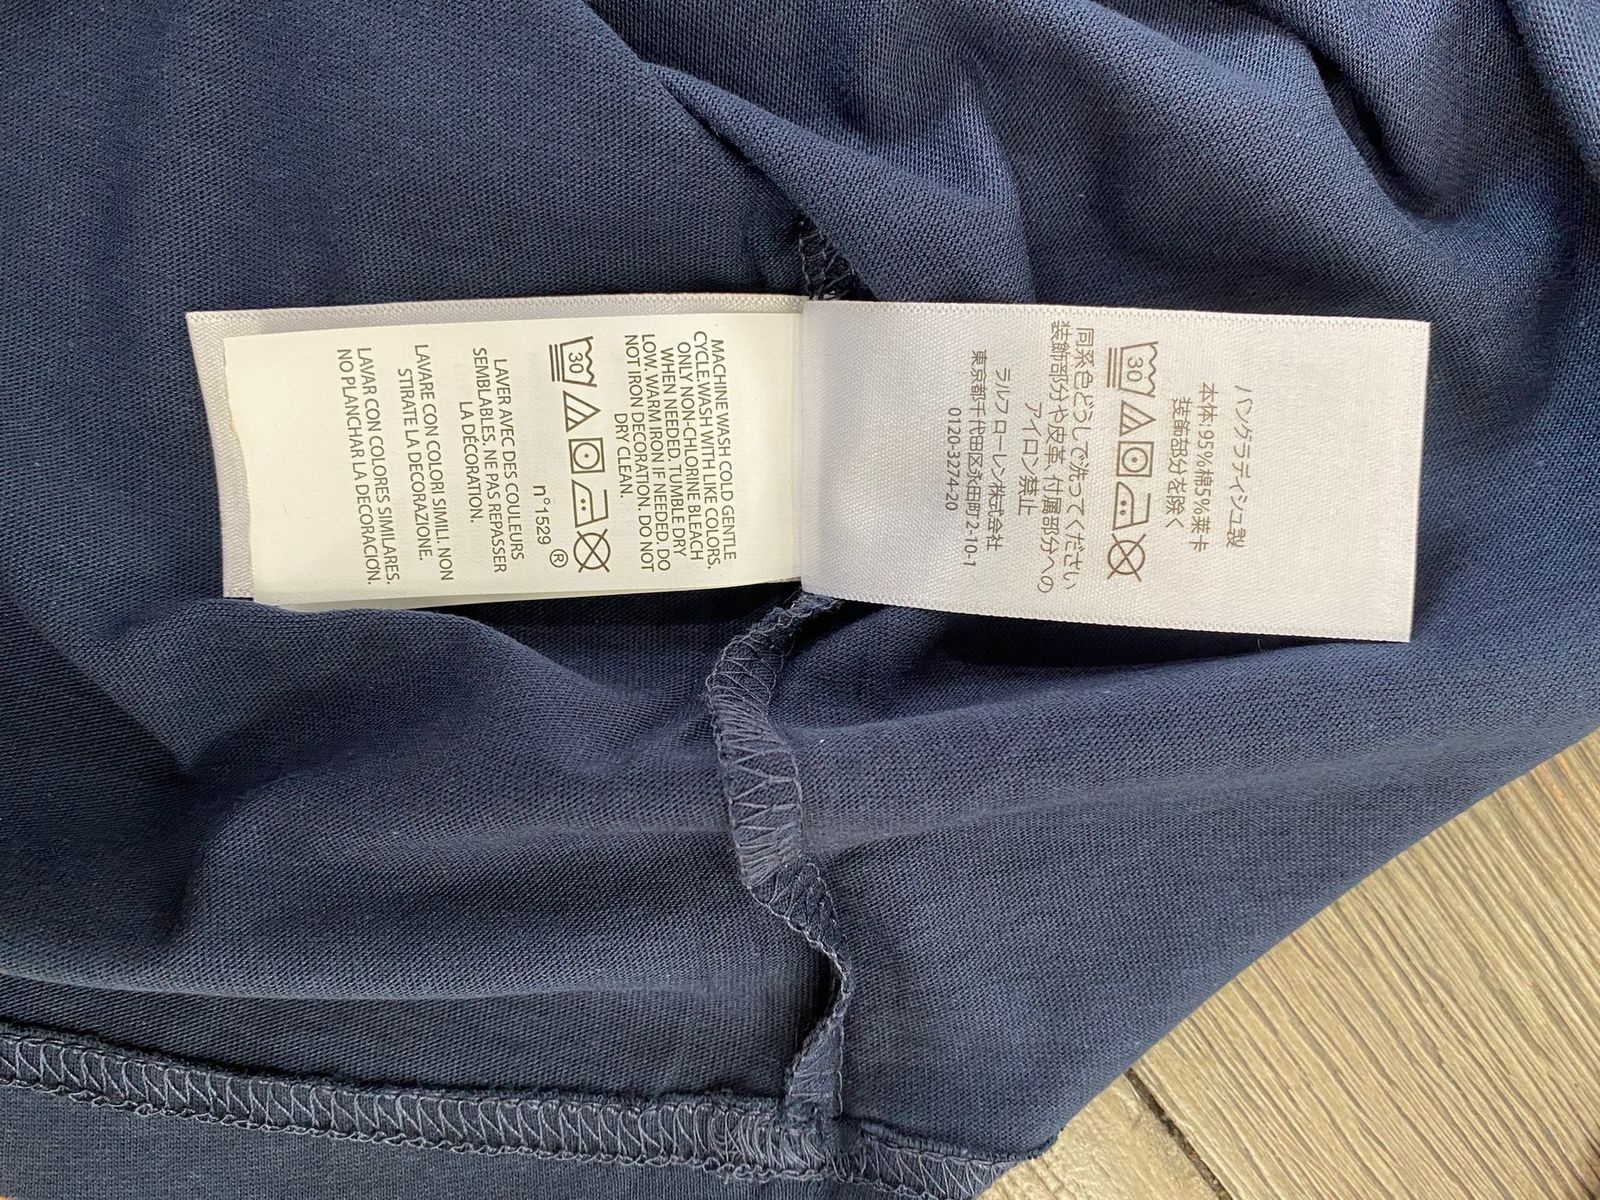 MACHINE WASH COLD GENTLE
CYCLE.WASH WITH LIKE COLORS.
ONLY NON-CHLORINE BLEACH
WHEN NEEDED. TUMBLE DRY
LOW. WARM IRON IF NEEDED. DO
NOT IRON DECORATION. DO NOT
DRY CLEAN.
30
®
n°1529
LAVER AVEC DES COULEURS
SEMBLABLES. NE PAS REPASSER
LA DÉCORATION.
LAVARE CON COLORI SIMILI. NON
STIRATE LA DECORAZIONE.
LAVAR CON COLORES SIMILARES.
NO PLANCHAR LA DECORACIÓN.
バングラデイシュ製
本体:95%棉5%莱卡
装飾部分を除く
30
同系色どうしで洗ってください
装飾部分や皮革、付属部分への
アイロン禁止
ラルフ ローレン株式会社
東京都千代田区永田町2-10-1
0120-3274-20